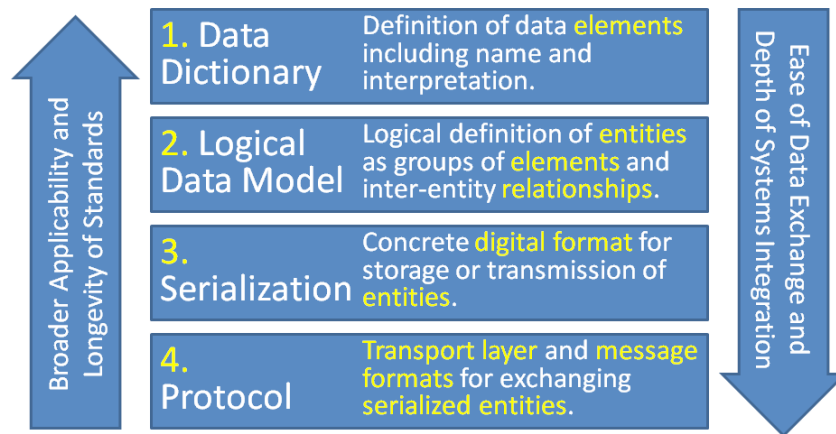 Broader Applicability and
Longevity of Standards
1. Data
Dictionary
Definition of data elements
including name and
interpretation.
2. Logical
Data Model
Logical definition of entities
as groups of elements and
inter-entity relationships.
3.
Serialization
Concrete digital format for
storage or transmission of
entities.
4.
Protocol
Transport layer and message
formats for exchanging
serialized entities.
Ease of Data Exchange and
Depth of Systems Integration